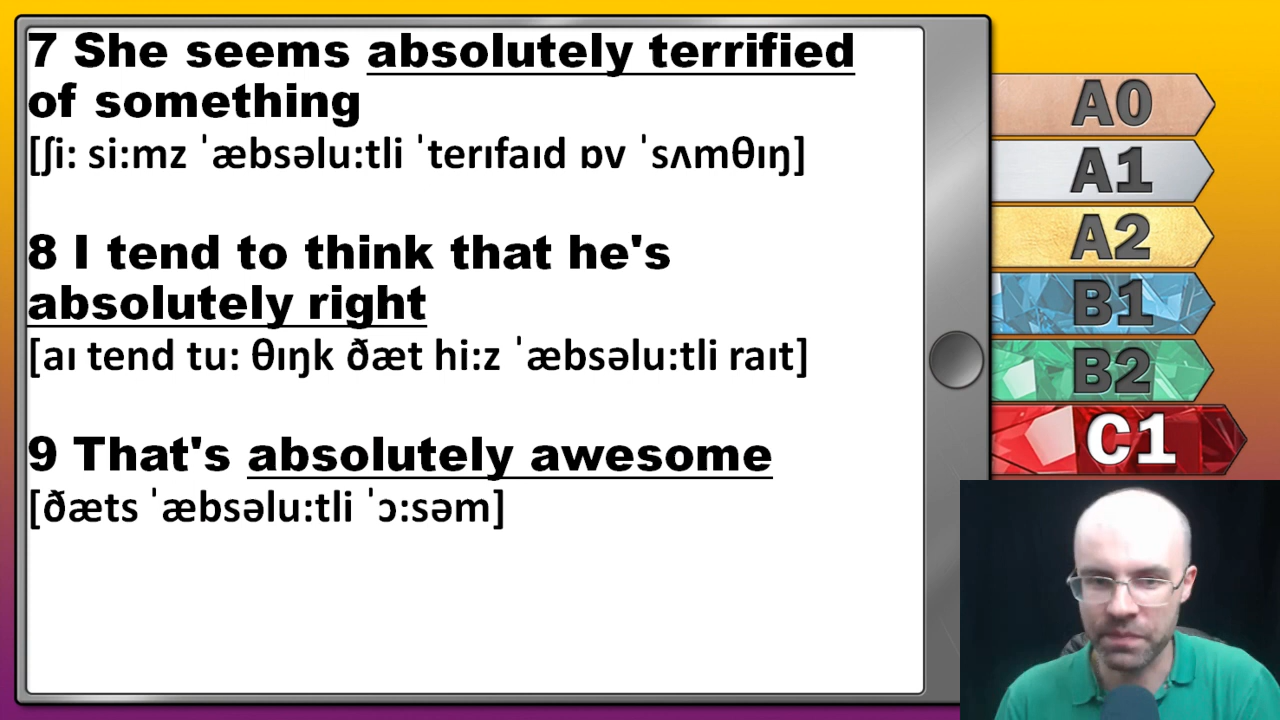 7 She seems absolutely terrified
of something
[ʃi: si:mz ˈæbsəlu:tli ˈterɪfaɪd ɒv ˈsʌmθɪŋ]
8 I tend to think that he's
absolutely right
[aɪ tend tu: θɪŋk ðæt hi:z ˈæbsəlu:tli raɪt]
9 That's absolutely awesome
[ðæts ˈæbsəlu:tli ˈɔ:səm]
A0
A1
A2
B1
B2
C1